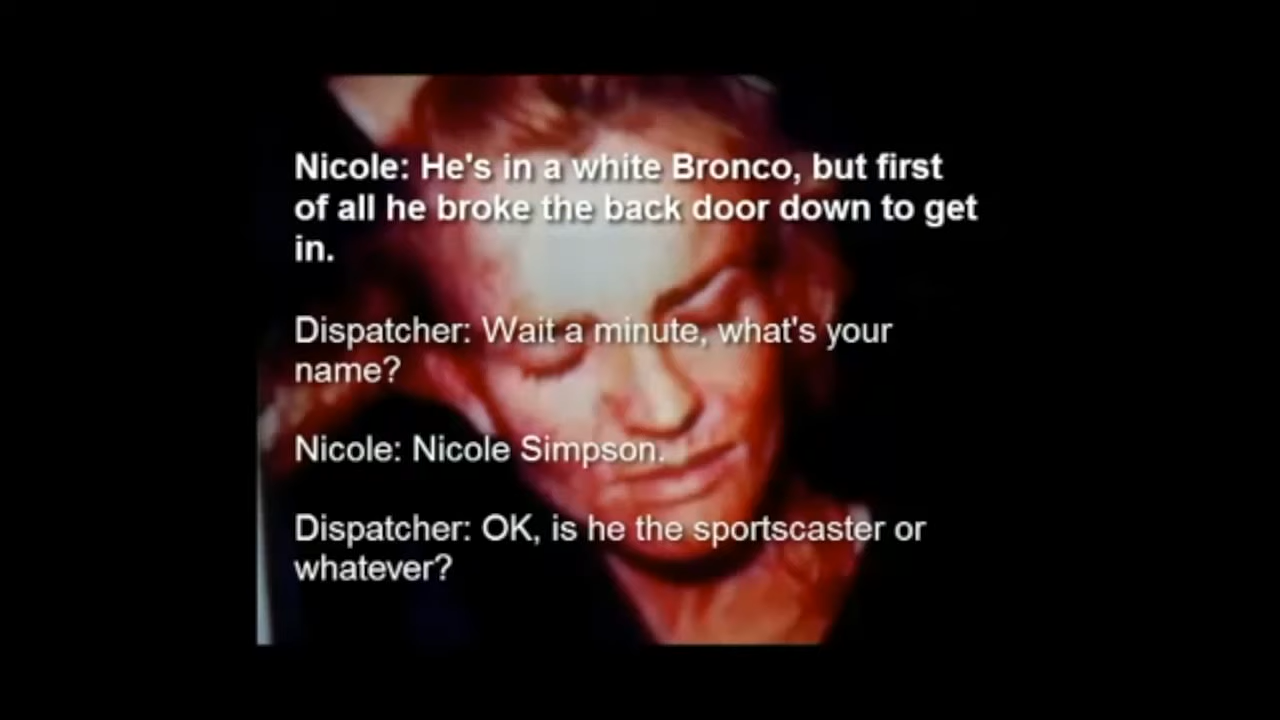 Nicole: He's in a white Bronco, but first
of all he broke the back door down to get
in.
Dispatcher: Wait a minute, what's your
name?
Nicole: Nicole Simpson.
Dispatcher: OK, is he the sportscaster or
whatever?